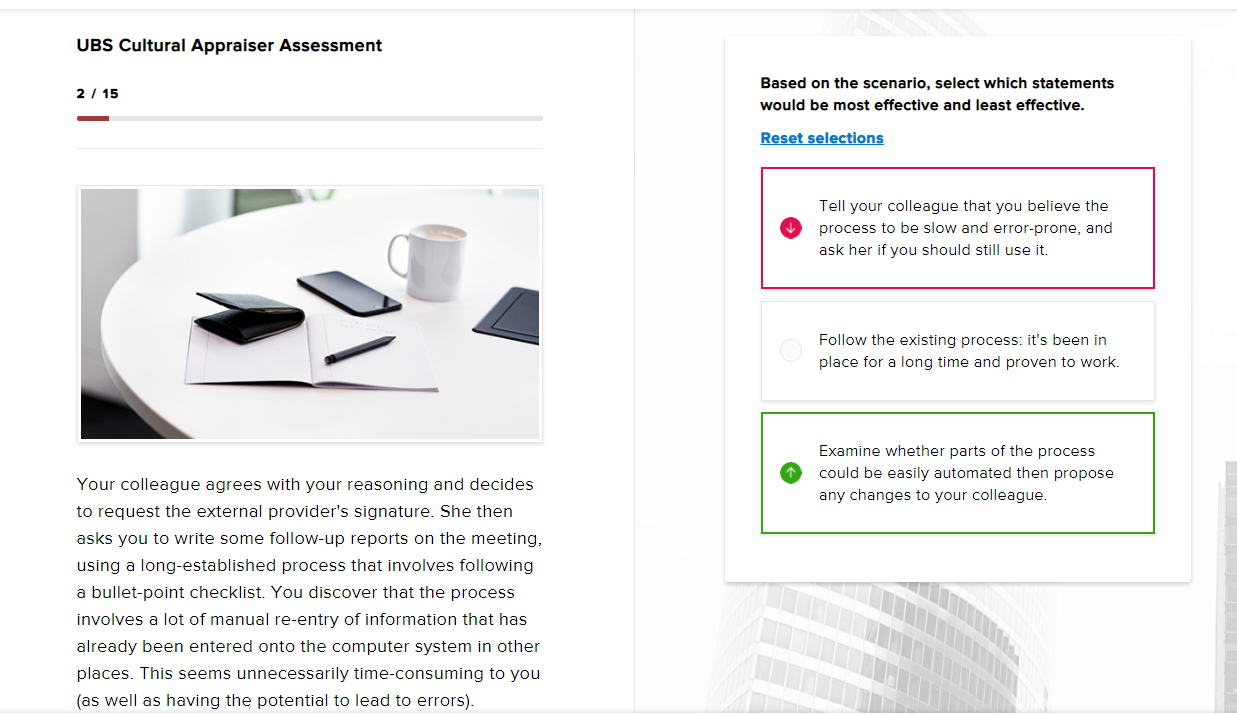 UBS Cultural Appraiser Assessment
2 / 15
Your colleague agrees with your reasoning and decides
to request the external provider's signature. She then
asks you to write some follow-up reports on the meeting,
using a long-established process that involves following
a bullet-point checklist. You discover that the process
involves a lot of manual re-entry of information that has
already been entered onto the computer system in other
places. This seems unnecessarily time-consuming to you
(as well as having the potential to lead to errors).
Based on the scenario, select which statements
would be most effective and least effective.
Reset selections
Tell your colleague that you believe the
process to be slow and error-prone, and
ask her if you should still use it.
Follow the existing process: it's been in
place for a long time and proven to work.
Examine whether parts of the process
could be easily automated then propose
any changes to your colleague.